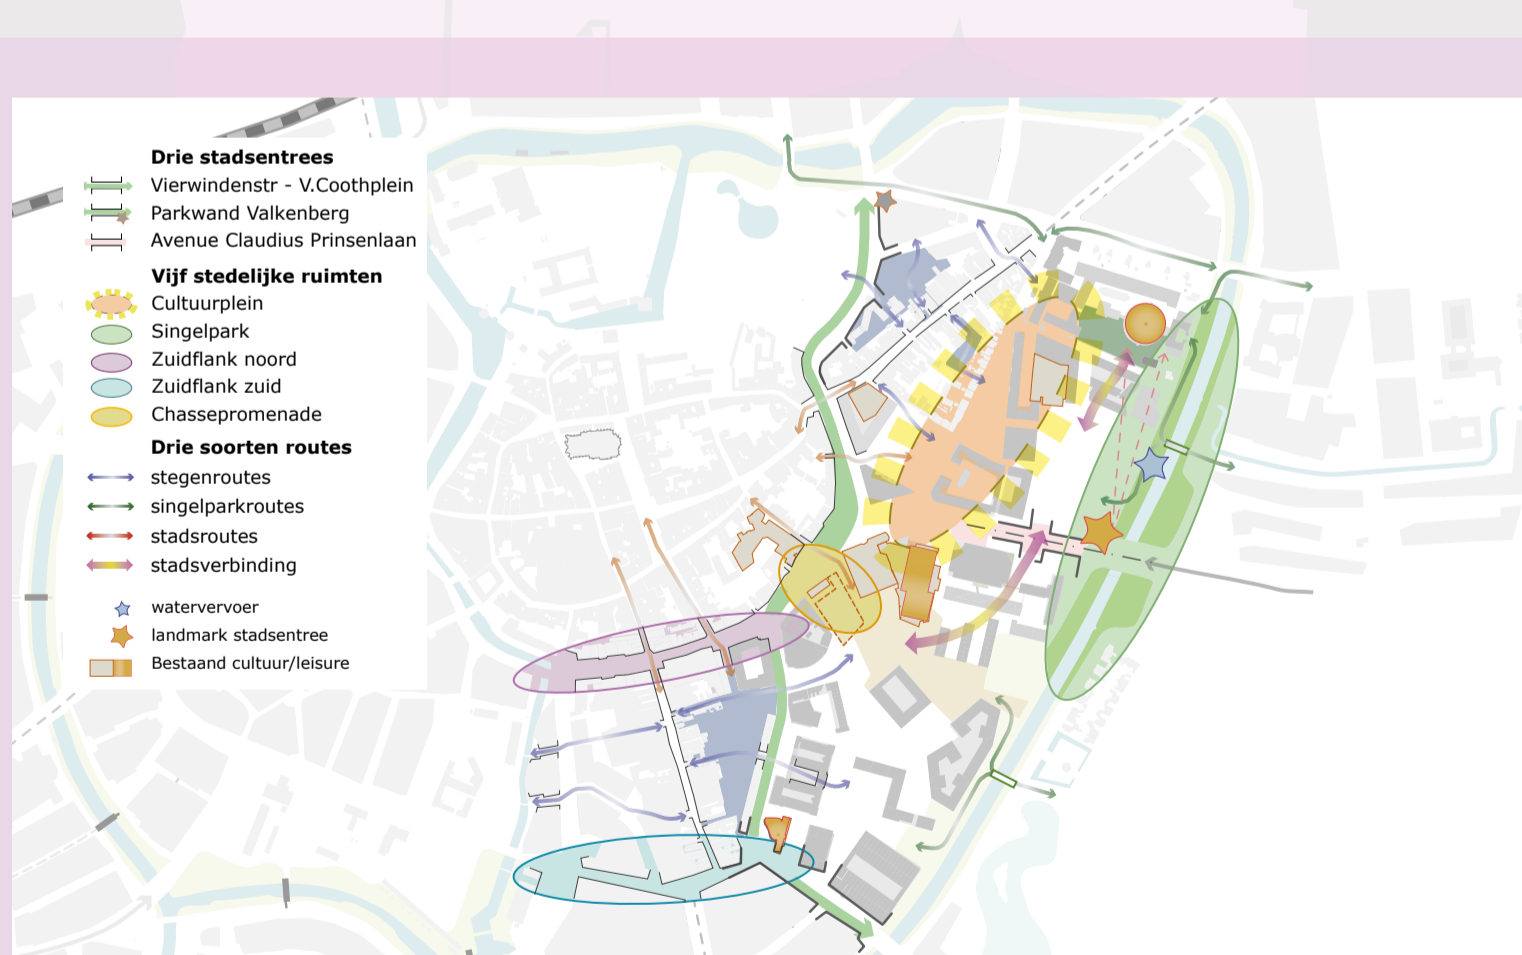 Drie stadsentrees
Vierwindenstr - V.Coothplein
Parkwand Valkenberg
Avenue Claudius Prinsenlaan
Vijf stedelijke ruimten
Cultuurplein
Singelpark
Zuidflank noord
Zuidflank zuid
Chassepromenade
Drie soorten routes
stegenroutes
singelparkroutes
stadsroutes
stadsverbinding
watervervoer
landmark stadsentree
Bestaand cultuur/leisure